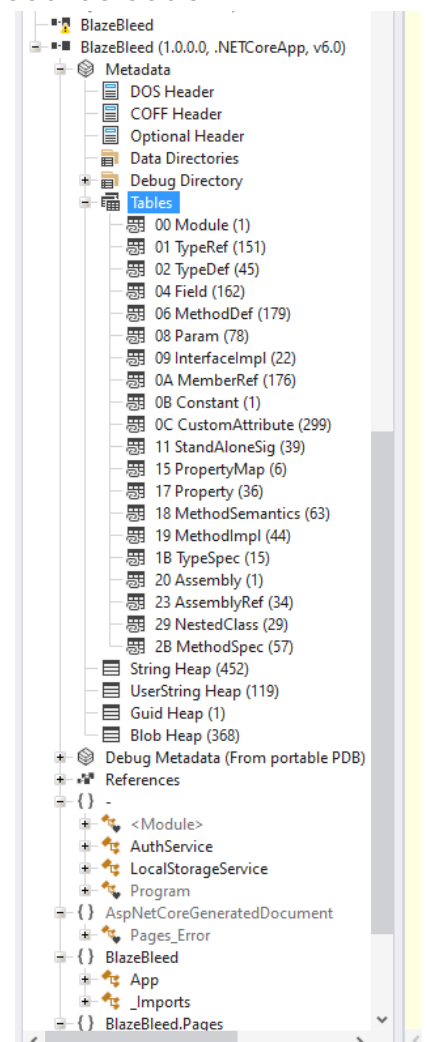 BlazeBleed
BlazeBleed (1.0.0.0, .NETCoreApp, v6.0)
Metadata
DOS Header
COFF Header
Optional Header
Data Directories
Debug Directory
Tables
00 Module (1)
01 TypeRef (151)
02 TypeDef (45)
04 Field (162)
06 MethodDef (179)
08 Param (78)
09 InterfaceImpl (22)
0A MemberRef (176)
0B Constant (1)
0C CustomAttribute (299)
11 StandAloneSig (39)
15 PropertyMap (6)
17 Property (36)
18 MethodSemantics (63)
19 MethodImpl (44)
1B TypeSpec (15)
20 Assembly (1)
23 AssemblyRef (34)
29 NestedClass (29)
2B MethodSpec (57)
String Heap (452)
UserString Heap (119)
Guid Heap (1)
Blob Heap (368)
Debug Metadata (From portable PDB)
References
{ } -
<Module>
AuthService
LocalStorageService
Program
{ } AspNetCoreGeneratedDocument
Pages_Error
{ } BlazeBleed
App
_Imports
{ } BlazeBleed.Pages